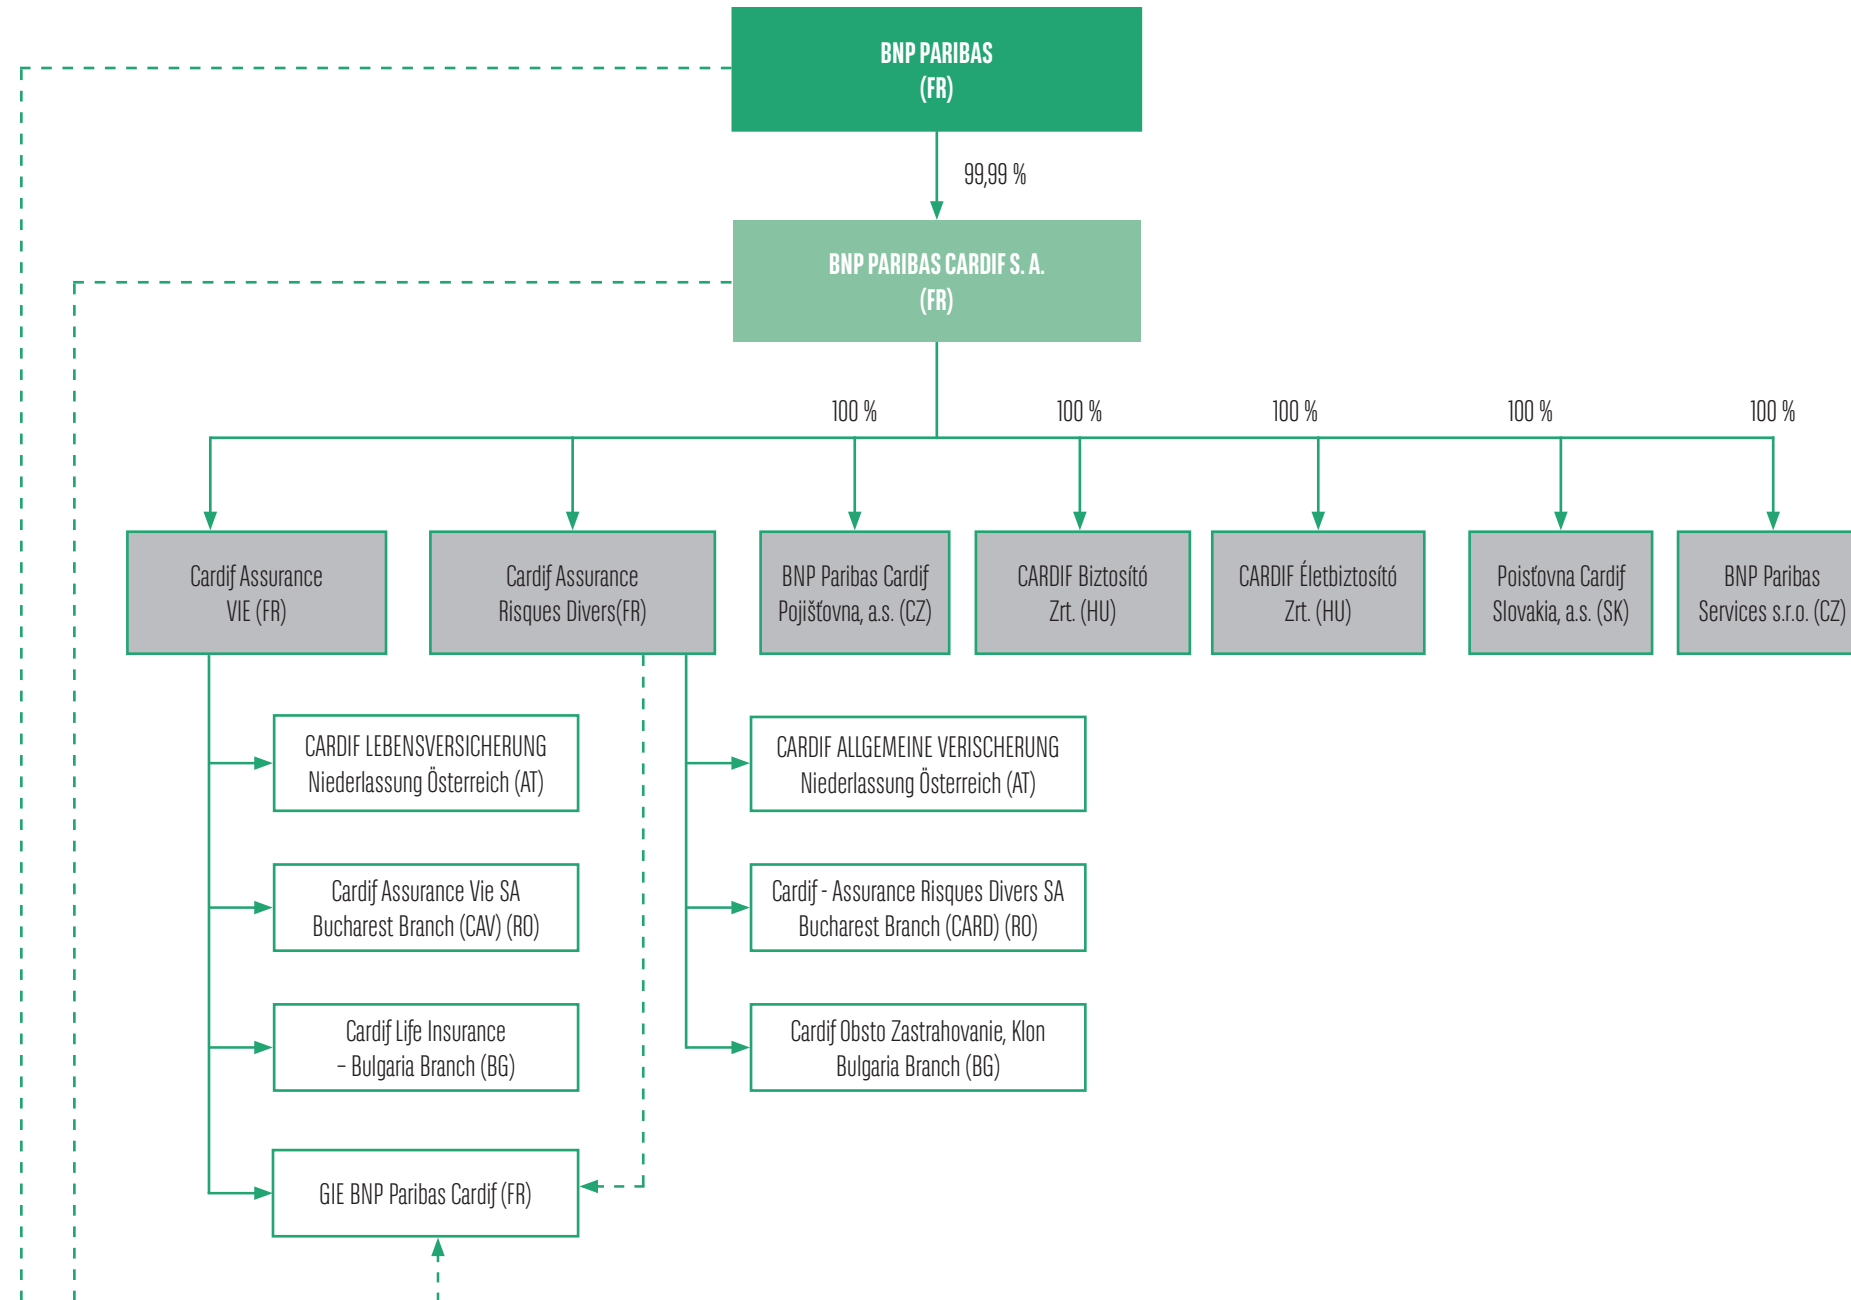 BNP PARIBAS
(FR)
99,99 %
BNP PARIBAS CARDIF S. A.
(FR)
100 %
100 %
100 %
100 %
100 %
Cardif Assurance
VIE (FR)
Cardif Assurance
Risques Divers(FR)
BNP Paribas Cardif
Pojišťovna, a.s. (CZ)
CARDIF Biztosító
Zrt. (HU)
CARDIF Életbiztosító
Zrt. (HU)
Poisťovna Cardif
Slovakia, a.s. (SK)
BNP Paribas
Services s.r.o. (CZ)
CARDIF LEBENSVERSICHERUNG
Niederlassung Österreich (AT)
CARDIF ALLGEMEINE VERISCHERUNG
Niederlassung Österreich (AT)
Cardif Assurance Vie SA
Bucharest Branch (CAV) (RO)
Cardif - Assurance Risques Divers SA
Bucharest Branch (CARD) (RO)
Cardif Life Insurance
– Bulgaria Branch (BG)
Cardif Obsto Zastrahovanie, Klon
Bulgaria Branch (BG)
GIE BNP Paribas Cardif (FR)